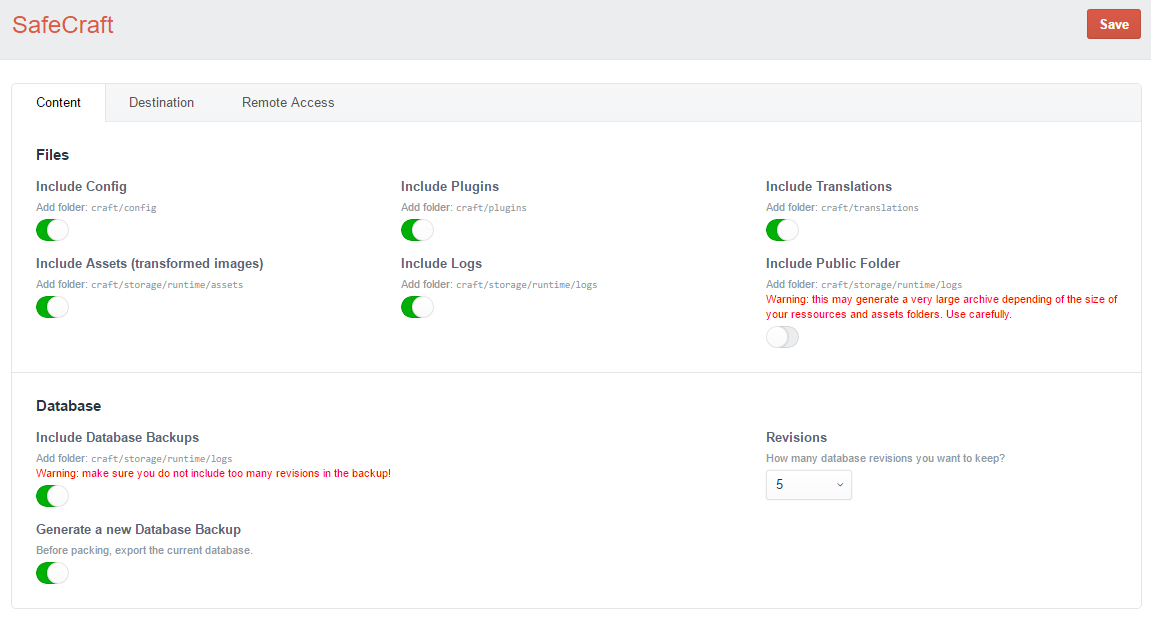 SafeCraft
Save
Content
Destination
Remote Access
Files
Include Config
Add folder: craft/config
Include Plugins
Add folder: craft/plugins
Include Translations
Add folder: craft/translations
Include Assets (transformed images)
Add folder: craft/storage/runtime/assets
Include Logs
Add folder: craft/storage/runtime/logs
Include Public Folder
Add folder: craft/storage/runtime/logs
Warning: this may generate a very large archive depending of the size of
your ressources and assets folders. Use carefully.
Database
Include Database Backups
Add folder: craft/storage/runtime/logs
Warning: make sure you do not include too many revisions in the backup!
Revisions
How many database revisions you want to keep?
5
Generate a new Database Backup
Before packing, export the current database.